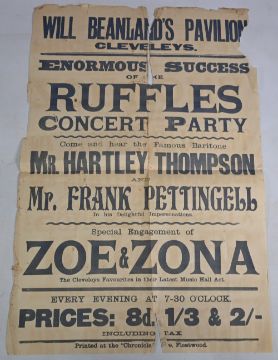 WILL BEANLAND'S PAVILION
CLEVELEYS.
ENORMOUS SUCCESS
OF THE
RUFFLES
CONCERT PARTY
Come and hear the Famous Baritone
MR HARTLEY THOMPSON
AND
Mr. FRANK PETTINGELL
In his Delightful Impersonations.
Special Engagement of
ZOE & ZONA
The Cleveleys Favourites in their Latest Music Hall Act.
EVERY EVENING AT 7-30 O'CLOCK.
PRICES: 8d. 1/3 & 2/-
INCLUDING TAX
Printed at the "Chronicle" Fleetwood.